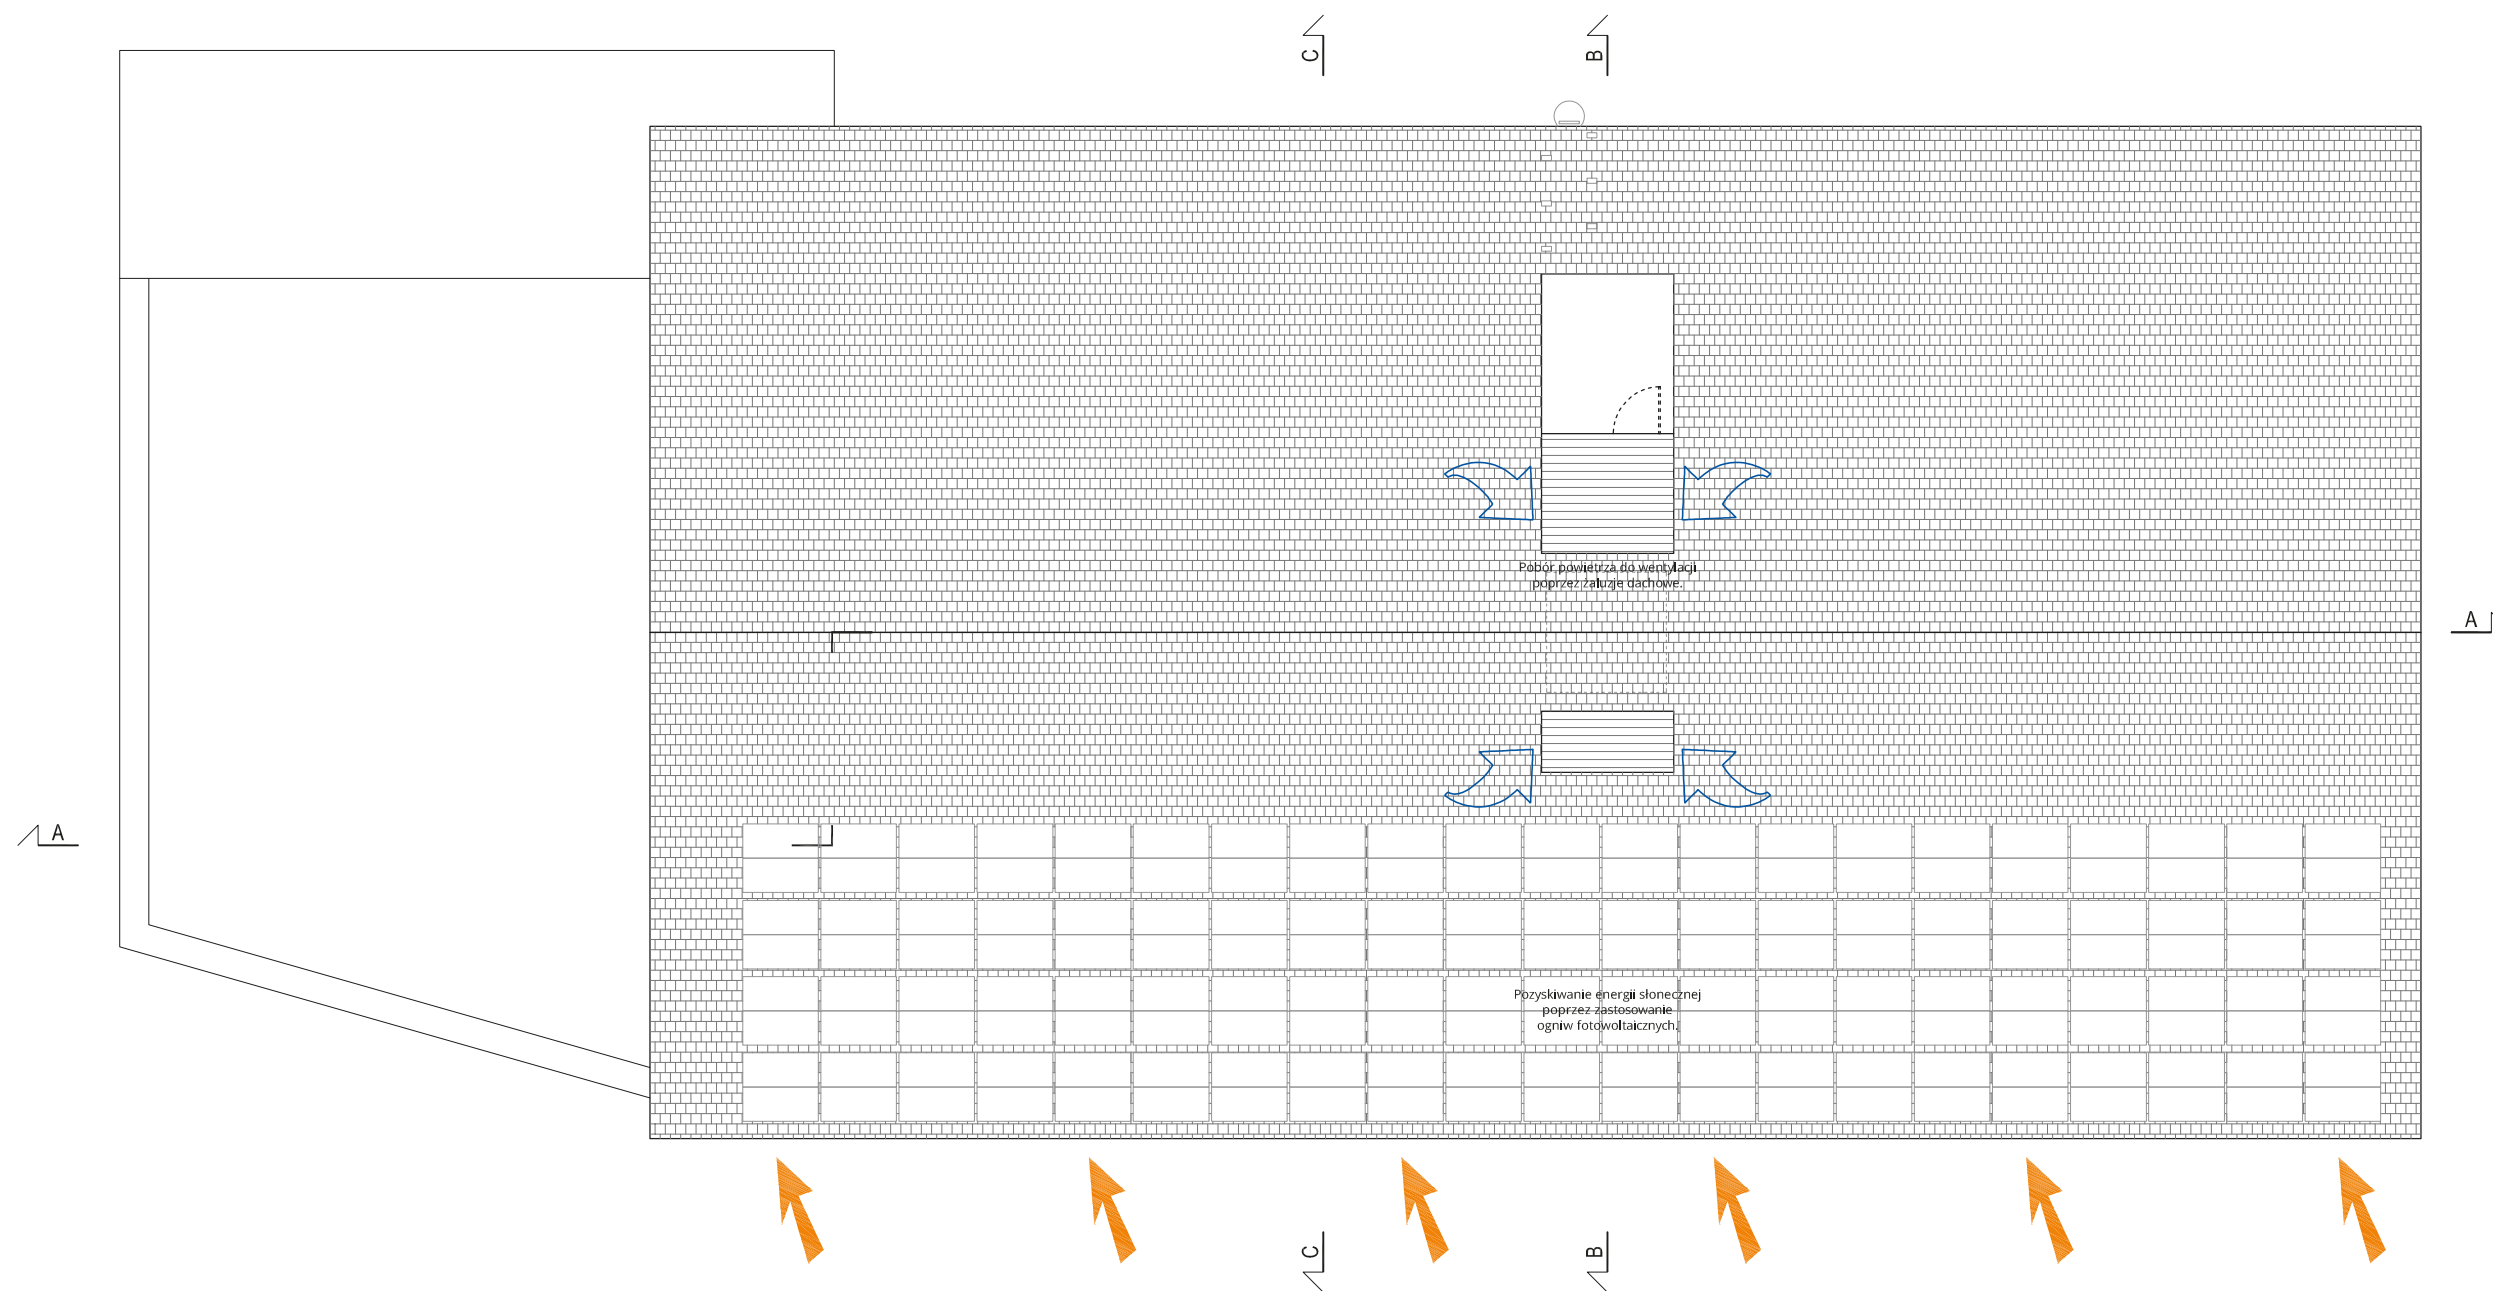 C
B
Pobór powietrza do wentylacji
poprzez żaluzje dachowe.
A
A
Pozyskiwanie energii słonecznej
poprzez zastosowanie
ogniw fotowoltaicznych.
C
B